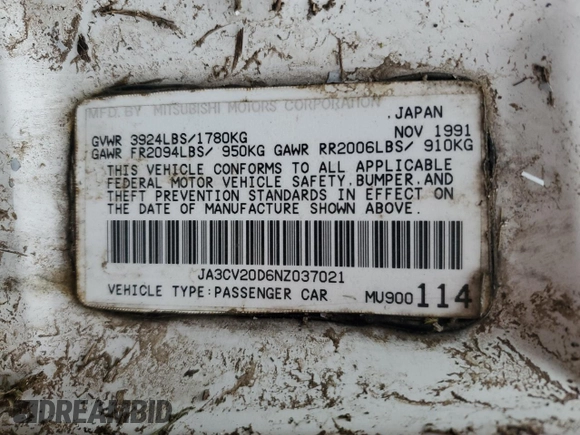 MFD. BY MITSUBISHI MOTORS CORPORATION
,JAPAN
GVWR 3924LBS/1780KG NOV 1991
GAWR FR2094LBS/ 950KG GAWR RR2006LBS/ 910KG
THIS VEHICLE CONFORMS TO ALL APPLICABLE
FEDERAL MOTOR VEHICLE SAFETY,BUMPER,AND
THEFT PREVENTION STANDARDS IN EFFECT ON
THE DATE OF MANUFACTURE SHOWN ABOVE.
JA3CV20D6NZ037021
VEHICLE TYPE:PASSENGER CAR MU900114
DREAMBID